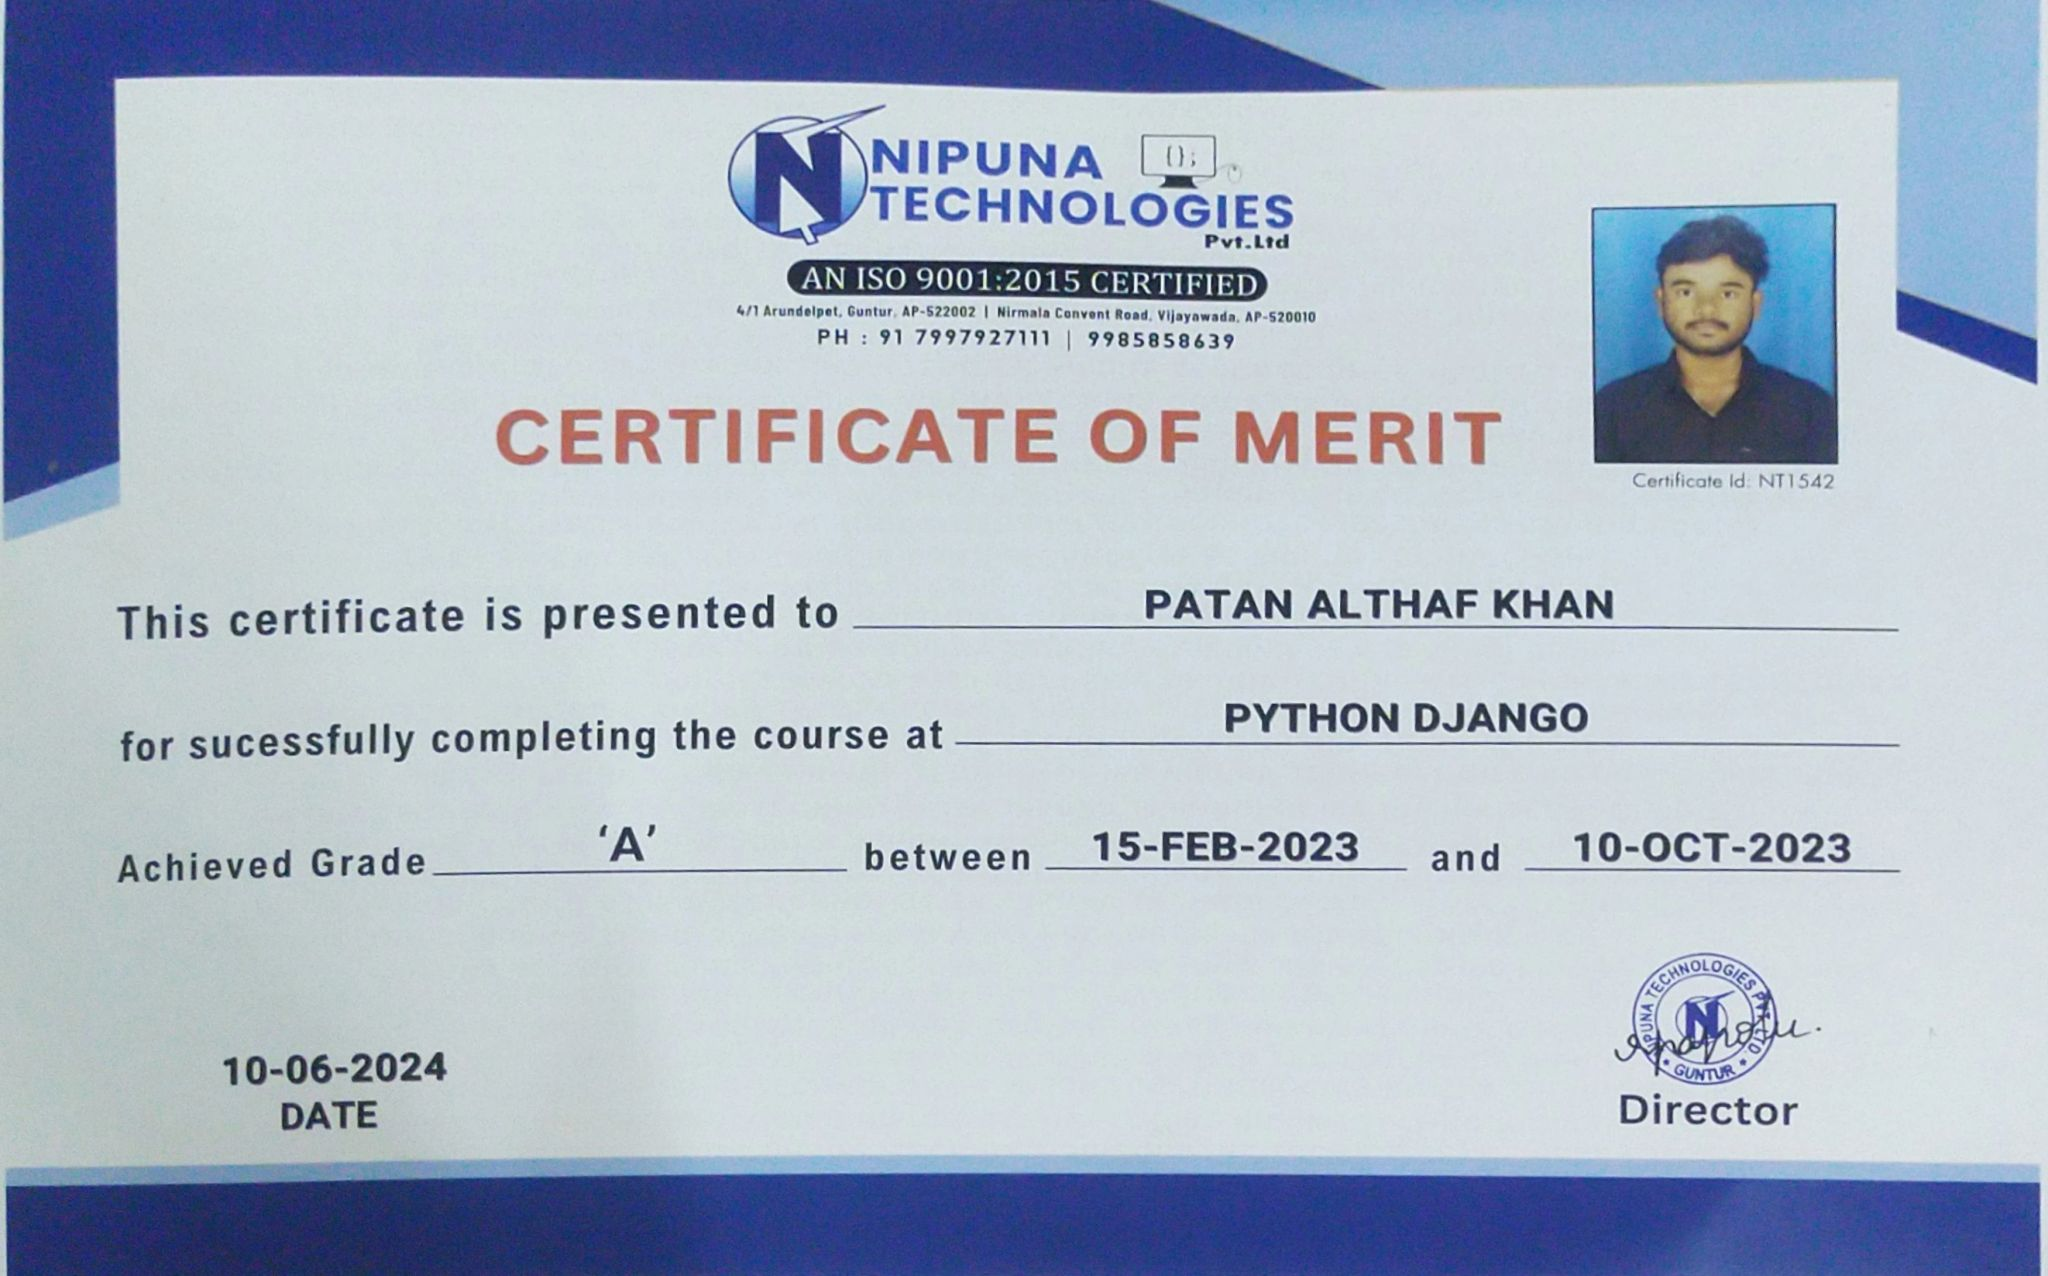 NIPUNA
{};
TECHNOLOGIES
Pvt.Ltd
AN ISO 9001:2015 CERTIFIED
4/1 Arundelpet, Guntur, AP-522002 | Nirmala Convent Road, Vijayawada, AP-520010
PH : 91 7997927111 | 9985858639
CERTIFICATE OF MERIT
Certificate Id: NT1542
This certificate is presented to PATAN ALTHAF KHAN
for sucessfully completing the course at PYTHON DJANGO
Achieved Grade 'A' between 15-FEB-2023 and 10-OCT-2023
NIPUNA TECHNOLOGIES PVT. LTD.
N
* GUNTUR *
10-06-2024
DATE
Director